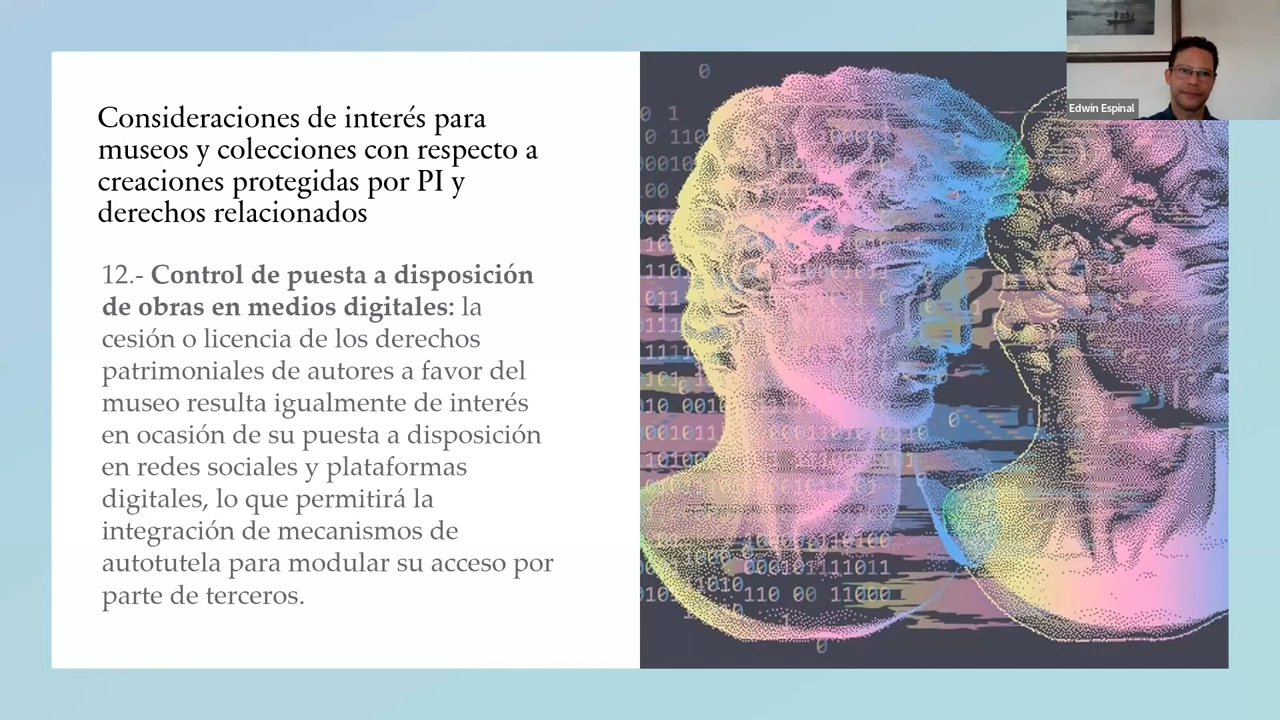 Consideraciones de interés para
museos y colecciones con respecto a
creaciones protegidas por PI y
derechos relacionados
12.- Control de puesta a disposición
de obras en medios digitales: la
cesión o licencia de los derechos
patrimoniales de autores a favor del
museo resulta igualmente de interés
en ocasión de su puesta a disposición
en redes sociales y plataformas
digitales, lo que permitirá la
integración de mecanismos de
autotutela para modular su acceso por
parte de terceros.
Edwin Espinal